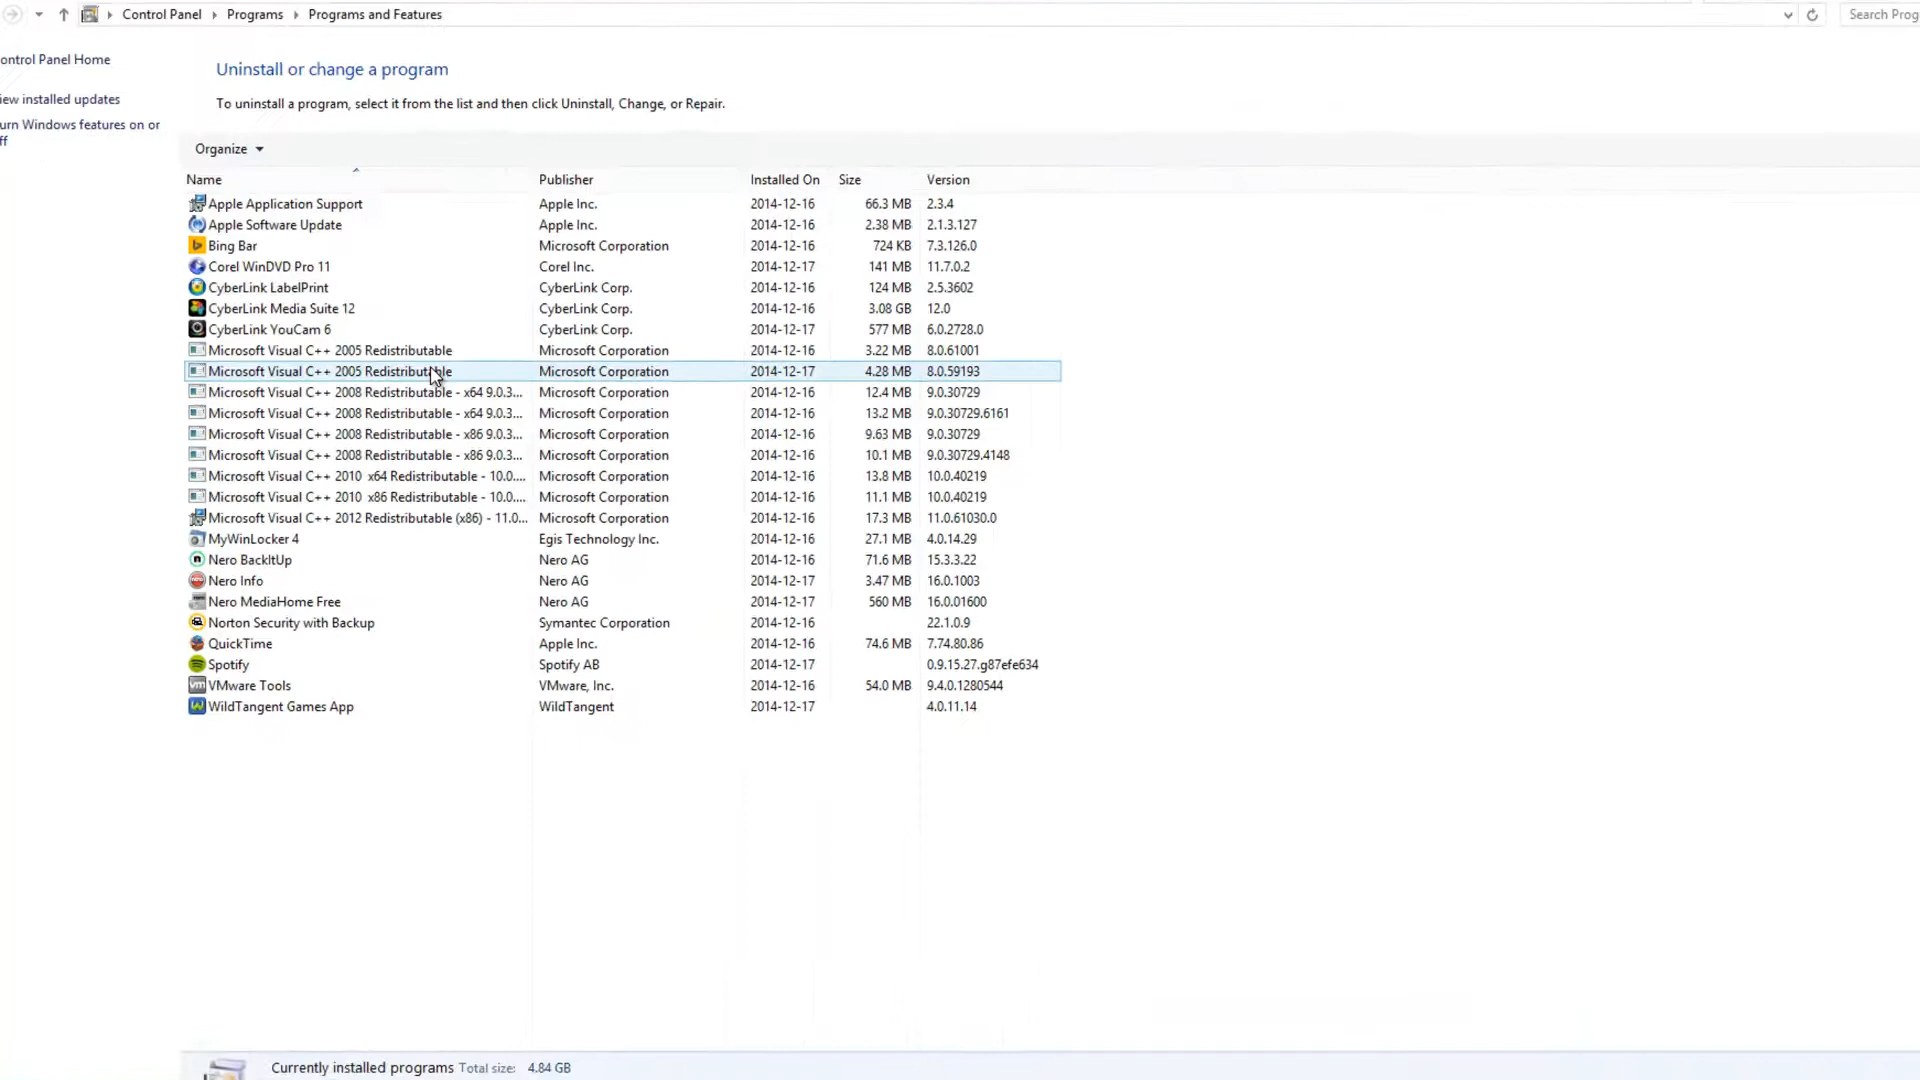 Control Panel Programs Programs and Features Search Prog
ontrol Panel Home
iew installed updates
urn Windows features on or
ff
Uninstall or change a program
To uninstall a program, select it from the list and then click Uninstall, Change, or Repair.
Organize
Name Publisher Installed On Size Version
Apple Application Support Apple Inc. 2014-12-16 66.3 MB 2.3.4
Apple Software Update Apple Inc. 2014-12-16 2.38 MB 2.1.3.127
Bing Bar Microsoft Corporation 2014-12-16 724 KB 7.3.126.0
Corel WinDVD Pro 11 Corel Inc. 2014-12-17 141 MB 11.7.0.2
CyberLink LabelPrint CyberLink Corp. 2014-12-16 124 MB 2.5.3602
CyberLink Media Suite 12 CyberLink Corp. 2014-12-16 3.08 GB 12.0
CyberLink YouCam 6 CyberLink Corp. 2014-12-17 577 MB 6.0.2728.0
Microsoft Visual C++ 2005 Redistributable Microsoft Corporation 2014-12-16 3.22 MB 8.0.61001
Microsoft Visual C++ 2005 Redistributable Microsoft Corporation 2014-12-17 4.28 MB 8.0.59193
Microsoft Visual C++ 2008 Redistributable - x64 9.0.3... Microsoft Corporation 2014-12-16 12.4 MB 9.0.30729
Microsoft Visual C++ 2008 Redistributable - x64 9.0.3... Microsoft Corporation 2014-12-16 13.2 MB 9.0.30729.6161
Microsoft Visual C++ 2008 Redistributable - x86 9.0.3... Microsoft Corporation 2014-12-16 9.63 MB 9.0.30729
Microsoft Visual C++ 2008 Redistributable - x86 9.0.3... Microsoft Corporation 2014-12-16 10.1 MB 9.0.30729.4148
Microsoft Visual C++ 2010 x64 Redistributable - 10.0.... Microsoft Corporation 2014-12-16 13.8 MB 10.0.40219
Microsoft Visual C++ 2010 x86 Redistributable - 10.0.... Microsoft Corporation 2014-12-16 11.1 MB 10.0.40219
Microsoft Visual C++ 2012 Redistributable (x86) - 11.0... Microsoft Corporation 2014-12-16 17.3 MB 11.0.61030.0
MyWinLocker 4 Egis Technology Inc. 2014-12-16 27.1 MB 4.0.14.29
Nero BackItUp Nero AG 2014-12-16 71.6 MB 15.3.3.22
Nero Info Nero AG 2014-12-17 3.47 MB 16.0.1003
Nero MediaHome Free Nero AG 2014-12-17 560 MB 16.0.01600
Norton Security with Backup Symantec Corporation 2014-12-16 22.1.0.9
QuickTime Apple Inc. 2014-12-16 74.6 MB 7.74.80.86
Spotify Spotify AB 2014-12-17 0.9.15.27.g87efe634
VMware Tools VMware, Inc. 2014-12-16 54.0 MB 9.4.0.1280544
WildTangent Games App WildTangent 2014-12-17 4.0.11.14
Currently installed programs Total size: 4.84 GB